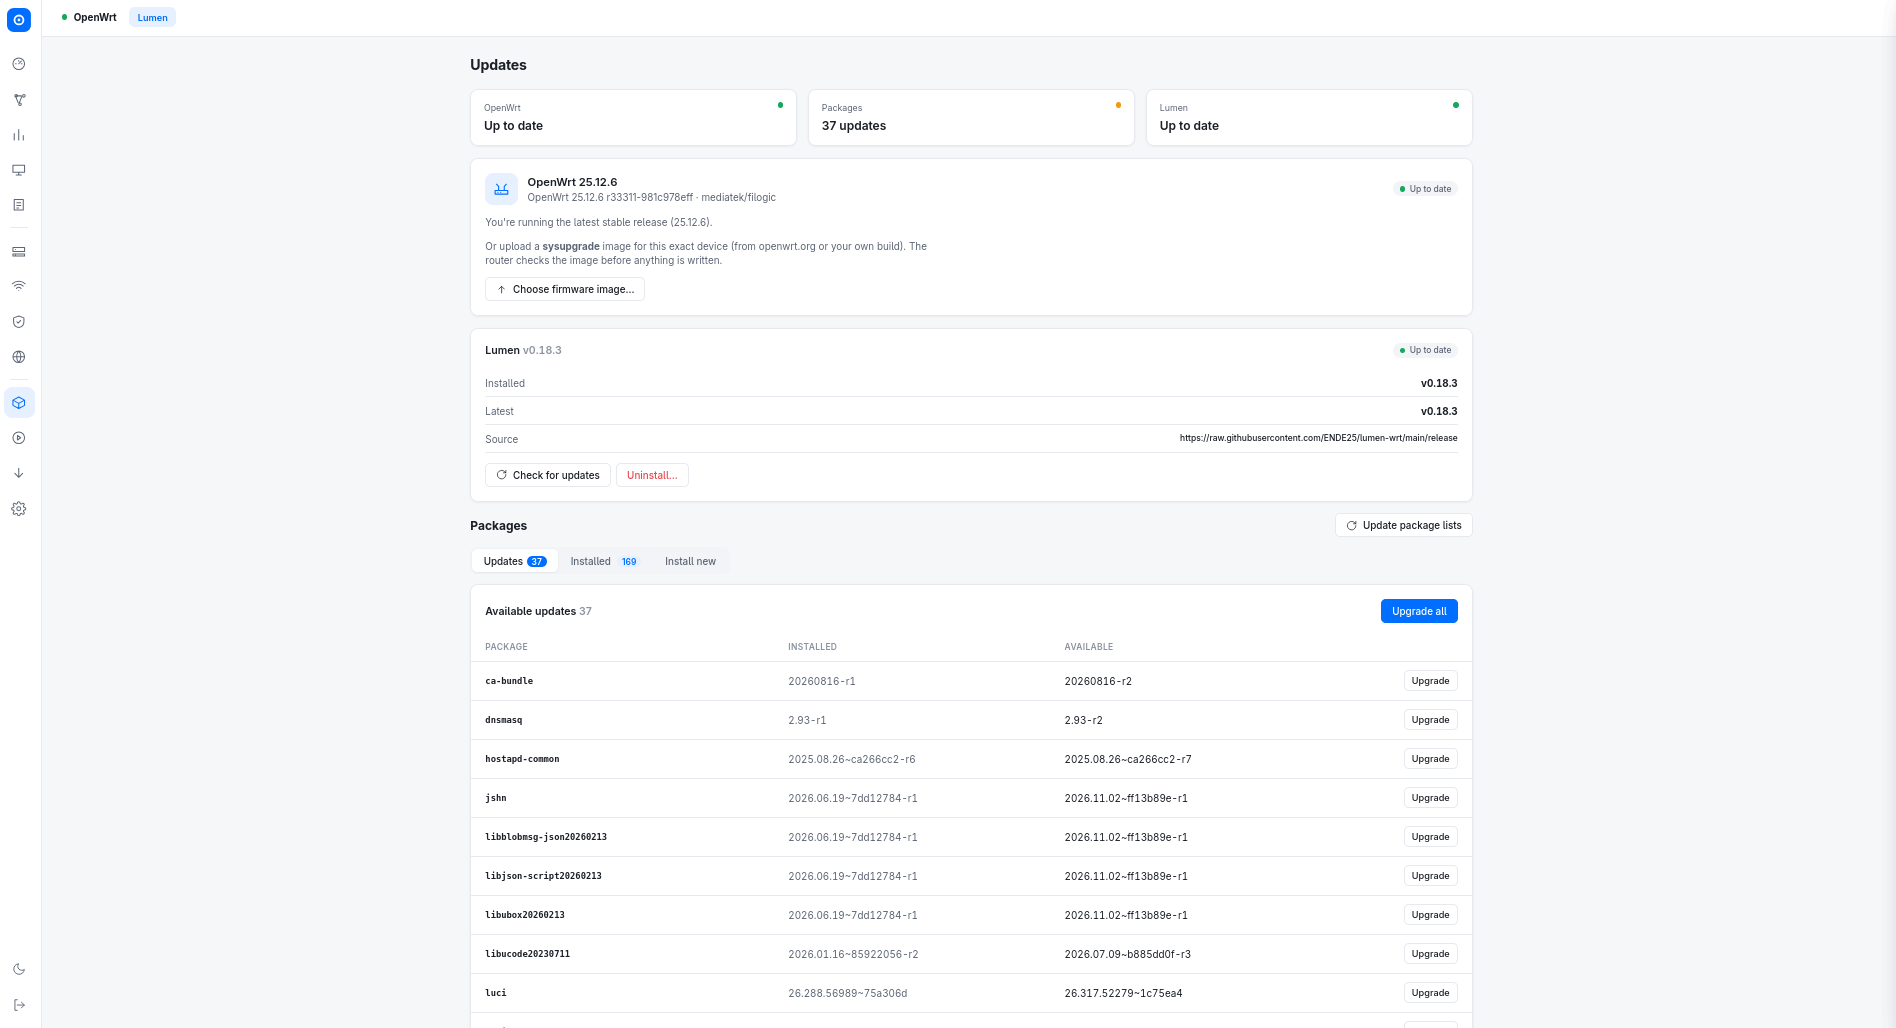 OpenWrt Lumen
Updates
OpenWrt
Up to date
Packages
37 updates
Lumen
Up to date
OpenWrt 25.12.6
OpenWrt 25.12.6 r33311-981c978eff · mediatek/filogic
Up to date
You're running the latest stable release (25.12.6).
Or upload a sysupgrade image for this exact device (from openwrt.org or your own build). The
router checks the image before anything is written.
Choose firmware image...
Lumen v0.18.3
Up to date
Installed v0.18.3
Latest v0.18.3
Source https://raw.githubusercontent.com/ENDE25/lumen-wrt/main/release
Check for updates Uninstall...
Packages
Update package lists
Updates 37 Installed 169 Install new
Available updates 37
Upgrade all
PACKAGE INSTALLED AVAILABLE
ca-bundle 20260816-r1 20260816-r2 Upgrade
dnsmasq 2.93-r1 2.93-r2 Upgrade
hostapd-common 2025.08.26~ca266cc2-r6 2025.08.26~ca266cc2-r7 Upgrade
jshn 2026.06.19~7dd12784-r1 2026.11.02~ff13b89e-r1 Upgrade
libblobmsg-json20260213 2026.06.19~7dd12784-r1 2026.11.02~ff13b89e-r1 Upgrade
libjson-script20260213 2026.06.19~7dd12784-r1 2026.11.02~ff13b89e-r1 Upgrade
libubox20260213 2026.06.19~7dd12784-r1 2026.11.02~ff13b89e-r1 Upgrade
libucode20230711 2026.01.16~85922056-r2 2026.07.09~b885dd0f-r3 Upgrade
luci 26.288.56989~75a306d 26.317.52279~1c75ea4 Upgrade